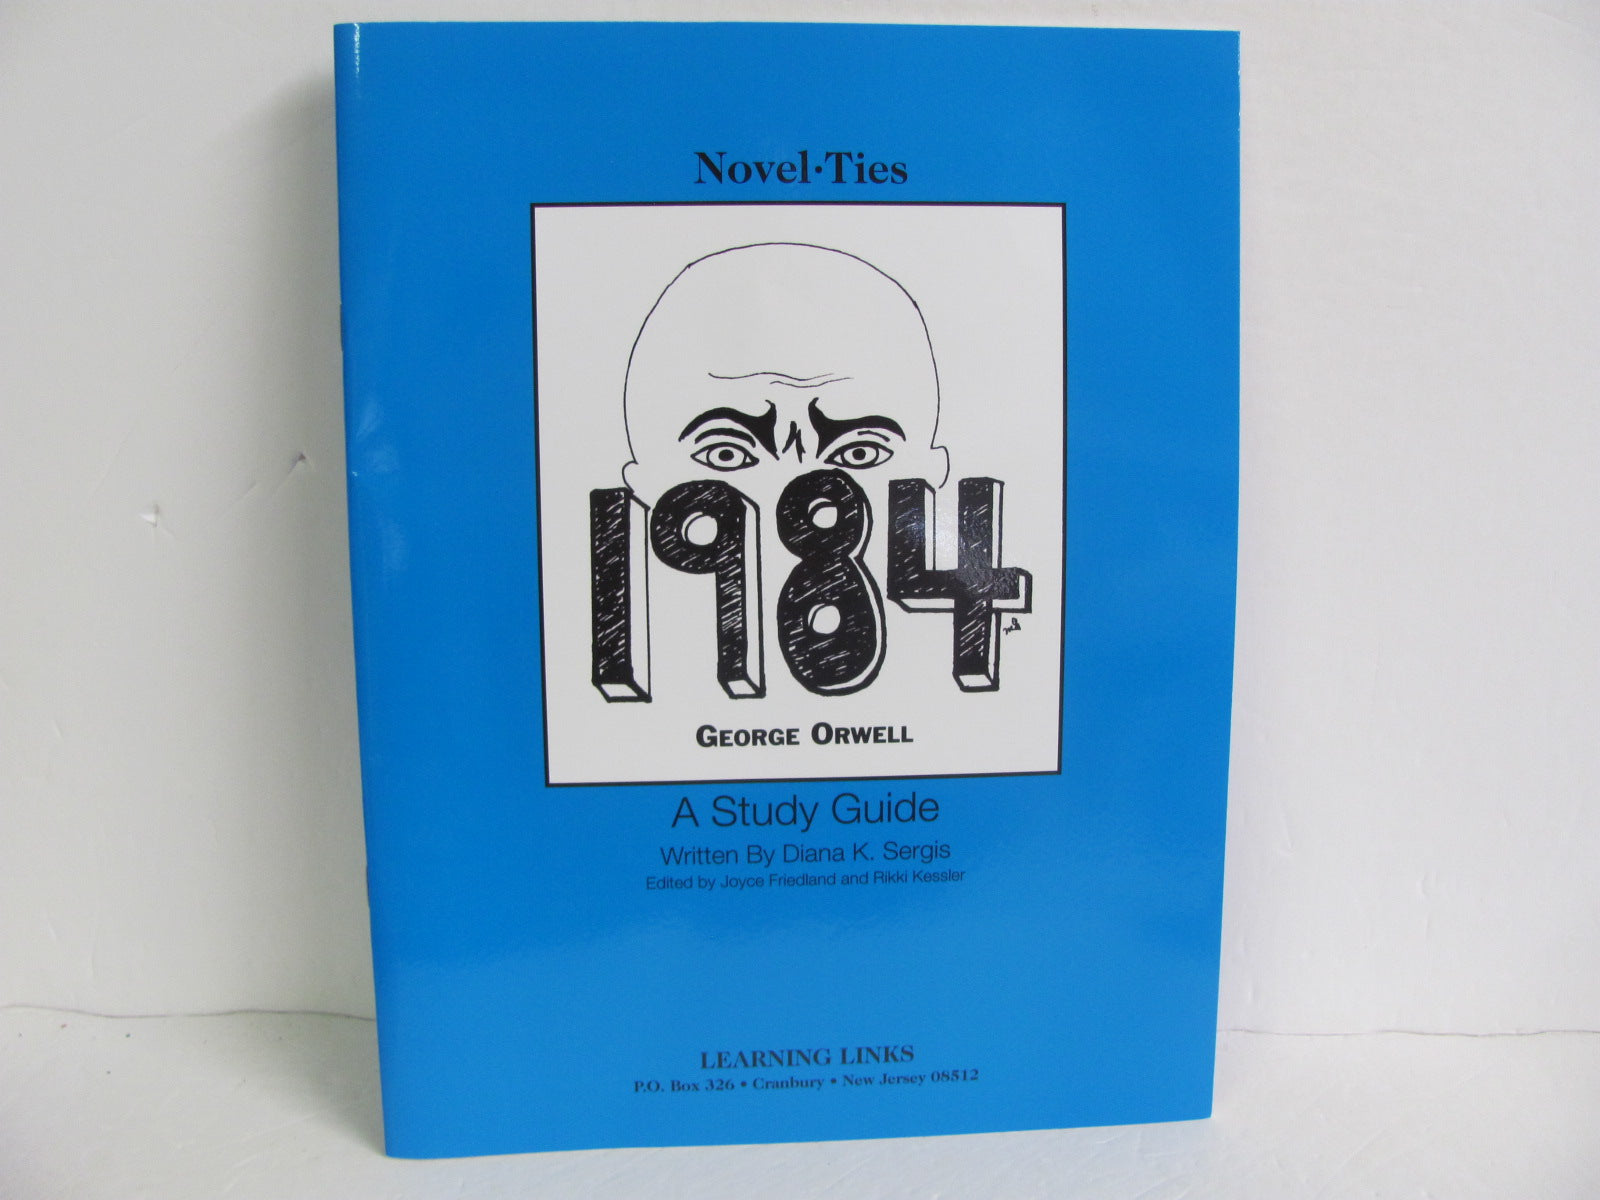 Novel·Ties
1984
GEORGE ORWELL
A Study Guide
Written By Diana K. Sergis
Edited by Joyce Friedland and Rikki Kessler
LEARNING LINKS
P.O. Box 326 • Cranbury • New Jersey 08512